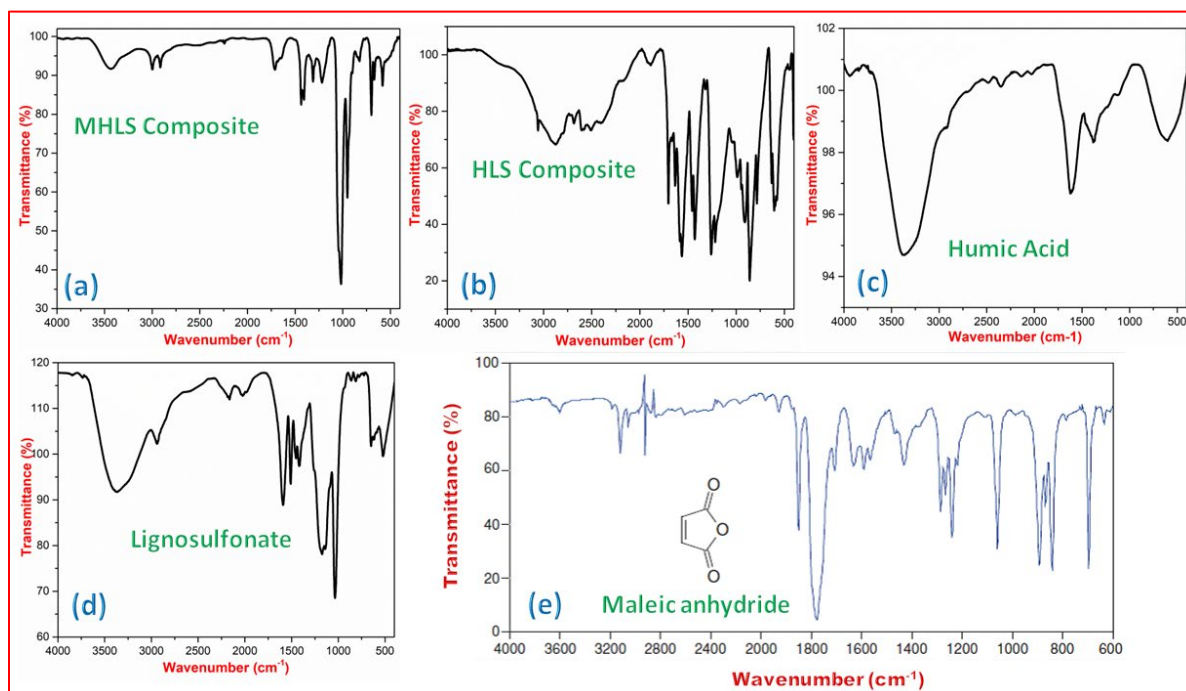 100
90
80
70
60
50
40
30
Transmittance (%)
MHLS Composite
(a)
4000 3500 3000 2500 2000 1500 1000 500
Wavenumber (cm⁻¹)
100
80
60
40
20
Transmittance (%)
HLS Composite
(b)
4000 3500 3000 2500 2000 1500 1000 500
Wavenumber (cm⁻¹)
102
100
98
96
94
Transmittance (%)
Humic Acid
(c)
4000 3500 3000 2500 2000 1500 1000 500
Wavenumber (cm-1)
120
110
100
90
80
70
60
Transmittance (%)
Lignosulfonate
(d)
4000 3500 3000 2500 2000 1500 1000 500
Wavenumber (cm⁻¹)
100
80
60
40
20
0
Transmittance (%)
O
O
O
(e)
Maleic anhydride
4000 3600 3200 2800 2400 2200 2000 1800 1600 1400 1200 1000 800 600
Wavenumber (cm⁻¹)